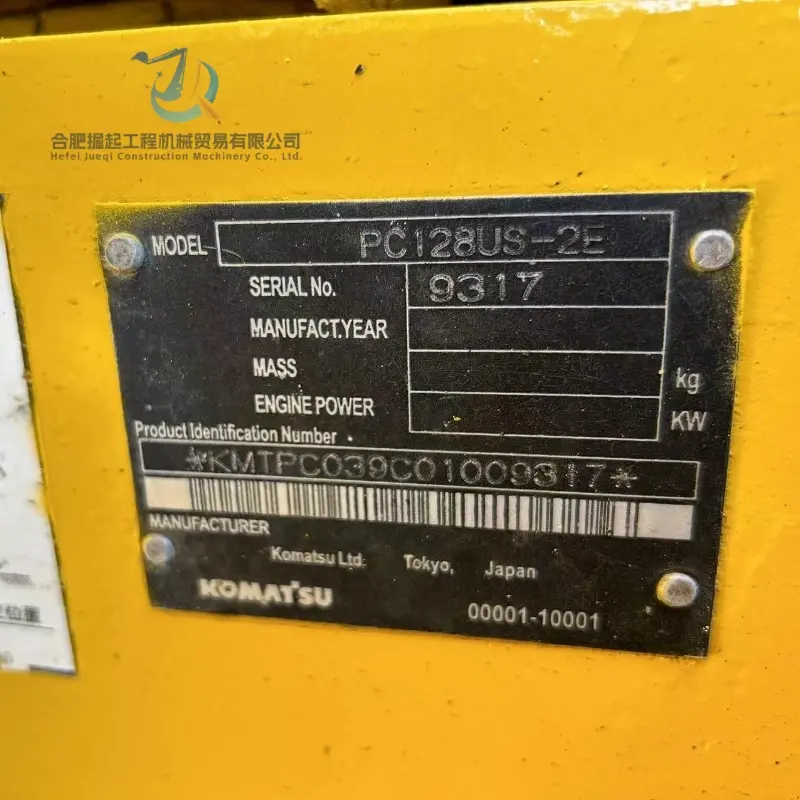 合肥掘起工程机械贸易有限公司
Hefei Jueqi Construction Machinery Co., Ltd.
MODEL PC128US-2E
SERIAL No. 9317
MANUFACT.YEAR
MASS kg
ENGINE POWER KW
Product Identification Number
*KMTPC039C01009317*
MANUFACTURER
Komatsu Ltd. Tokyo, Japan
KOMATSU 00001-10001
位置